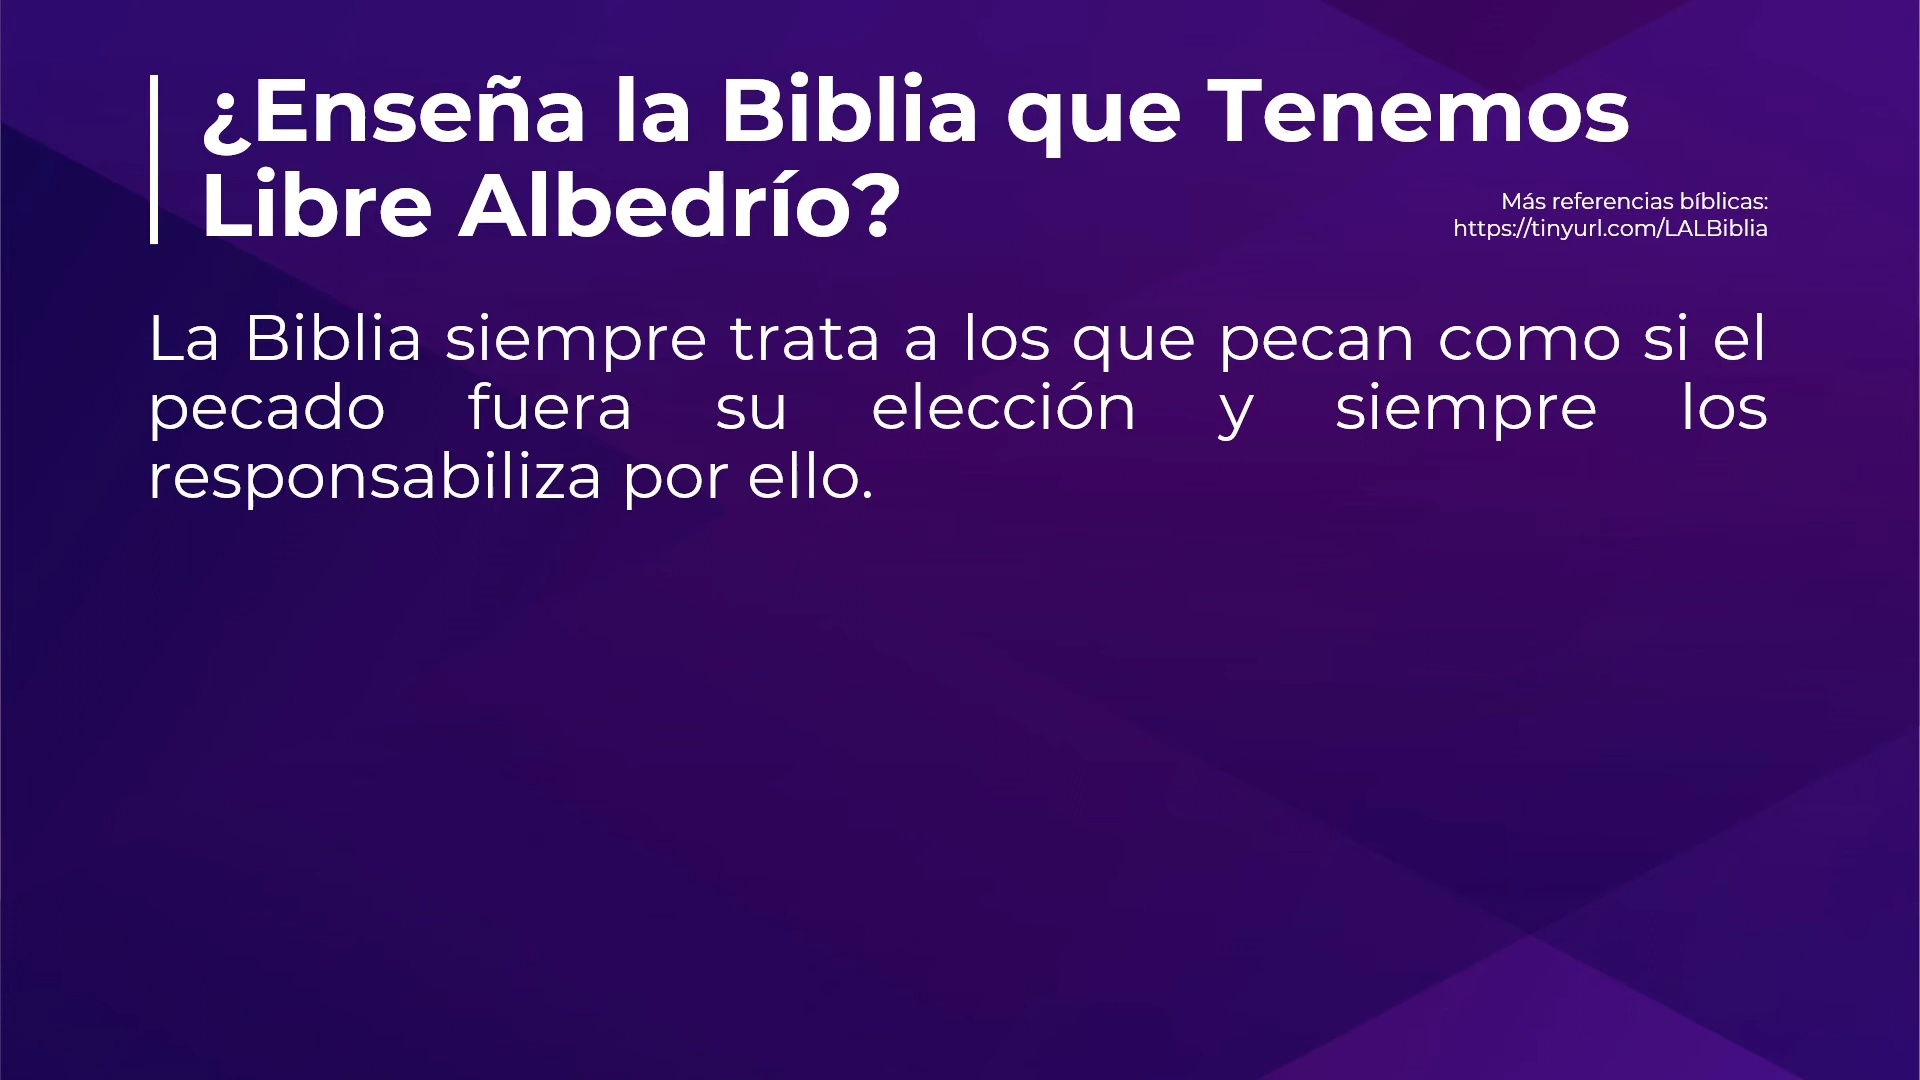 ¿Enseña la Biblia que Tenemos
Libre Albedrío?
Más referencias bíblicas:
https://tinyurl.com/LALBiblia
La Biblia siempre trata a los que pecan como si el
pecado fuera su elección y siempre los
responsabiliza por ello.